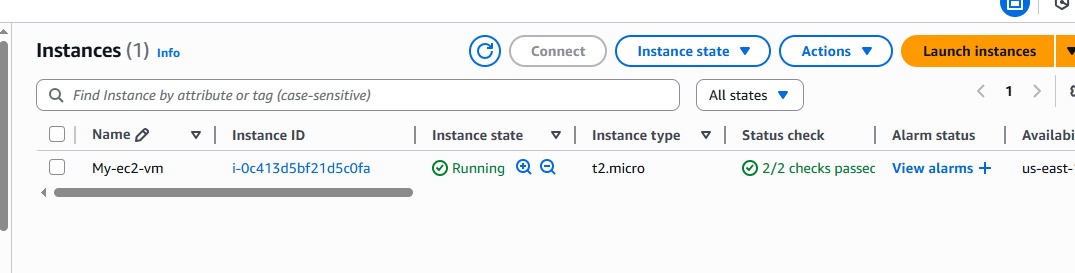 Instances (1) Info Connect Instance state Actions Launch instances
Find Instance by attribute or tag (case-sensitive) All states 1
Name Instance ID Instance state Instance type Status check Alarm status Availabi
My-ec2-vm i-0c413d5bf21d5c0fa Running t2.micro 2/2 checks passed View alarms + us-east-